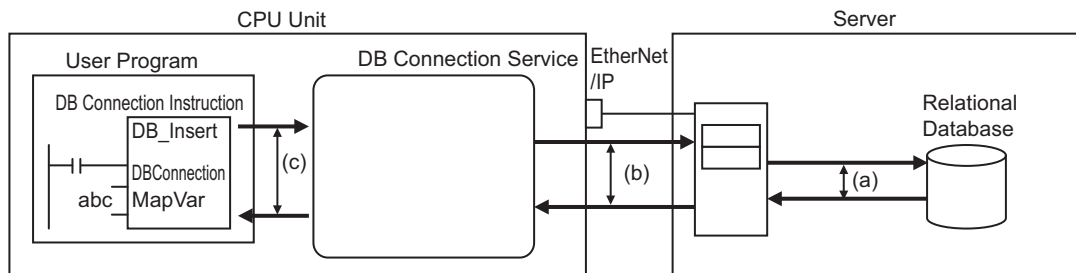 CPU Unit
Server
User Program
DB Connection Service
EtherNet
/IP
DB Connection Instruction
DB_Insert
DBConnection
abc
MapVar
(c)
(b)
(a)
Relational
Database